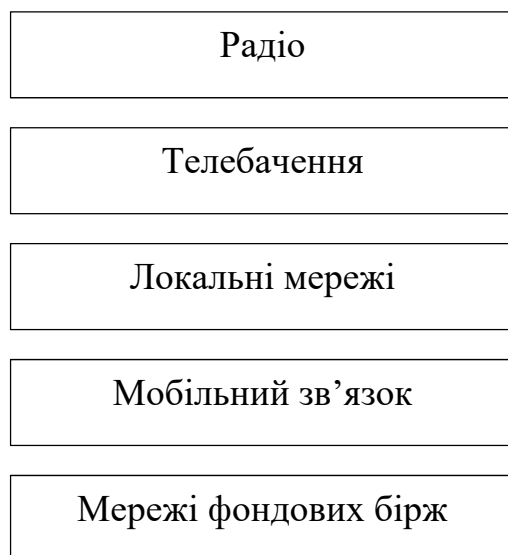 Радіо
Телебачення
Локальні мережі
Мобільний зв’язок
Мережі фондових бірж